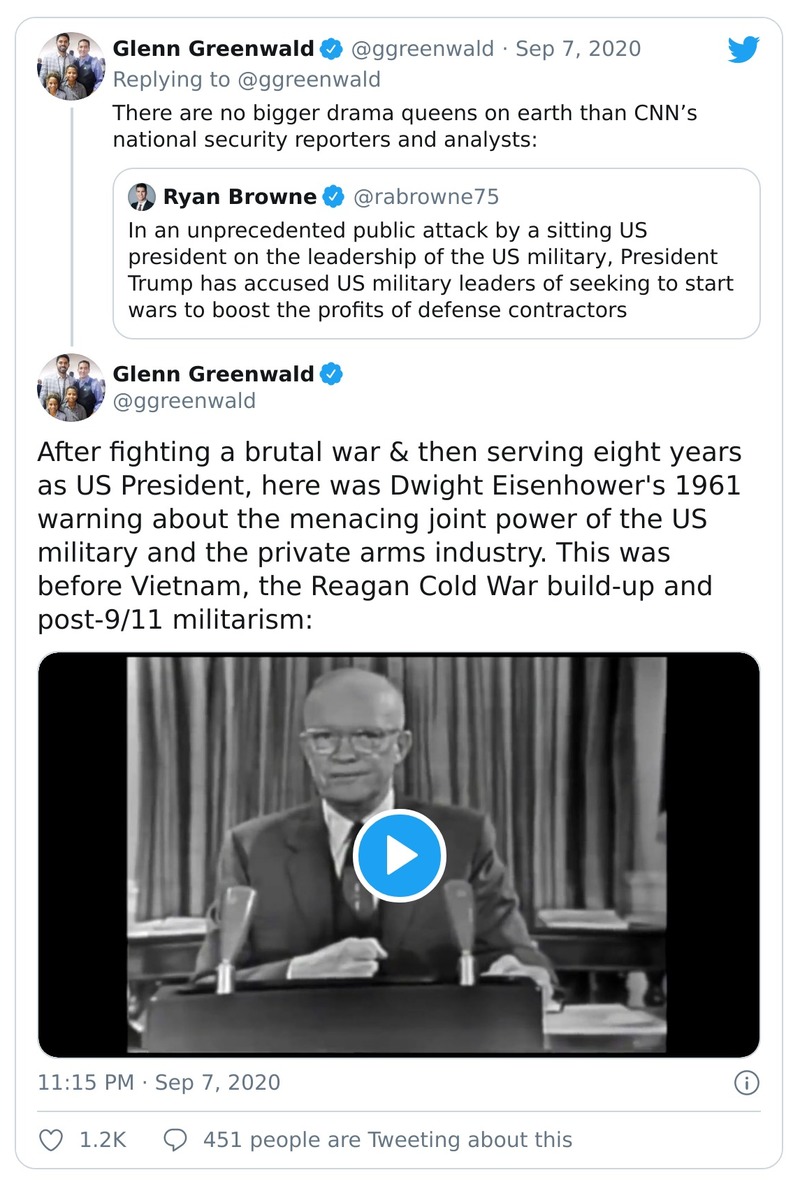 Glenn Greenwald @ggreenwald · Sep 7, 2020
Replying to @ggreenwald
There are no bigger drama queens on earth than CNN’s
national security reporters and analysts:
Ryan Browne @rabrowne75
In an unprecedented public attack by a sitting US
president on the leadership of the US military, President
Trump has accused US military leaders of seeking to start
wars to boost the profits of defense contractors
Glenn Greenwald
@ggreenwald
After fighting a brutal war & then serving eight years
as US President, here was Dwight Eisenhower's 1961
warning about the menacing joint power of the US
military and the private arms industry. This was
before Vietnam, the Reagan Cold War build-up and
post-9/11 militarism:
11:15 PM · Sep 7, 2020
1.2K 451 people are Tweeting about this